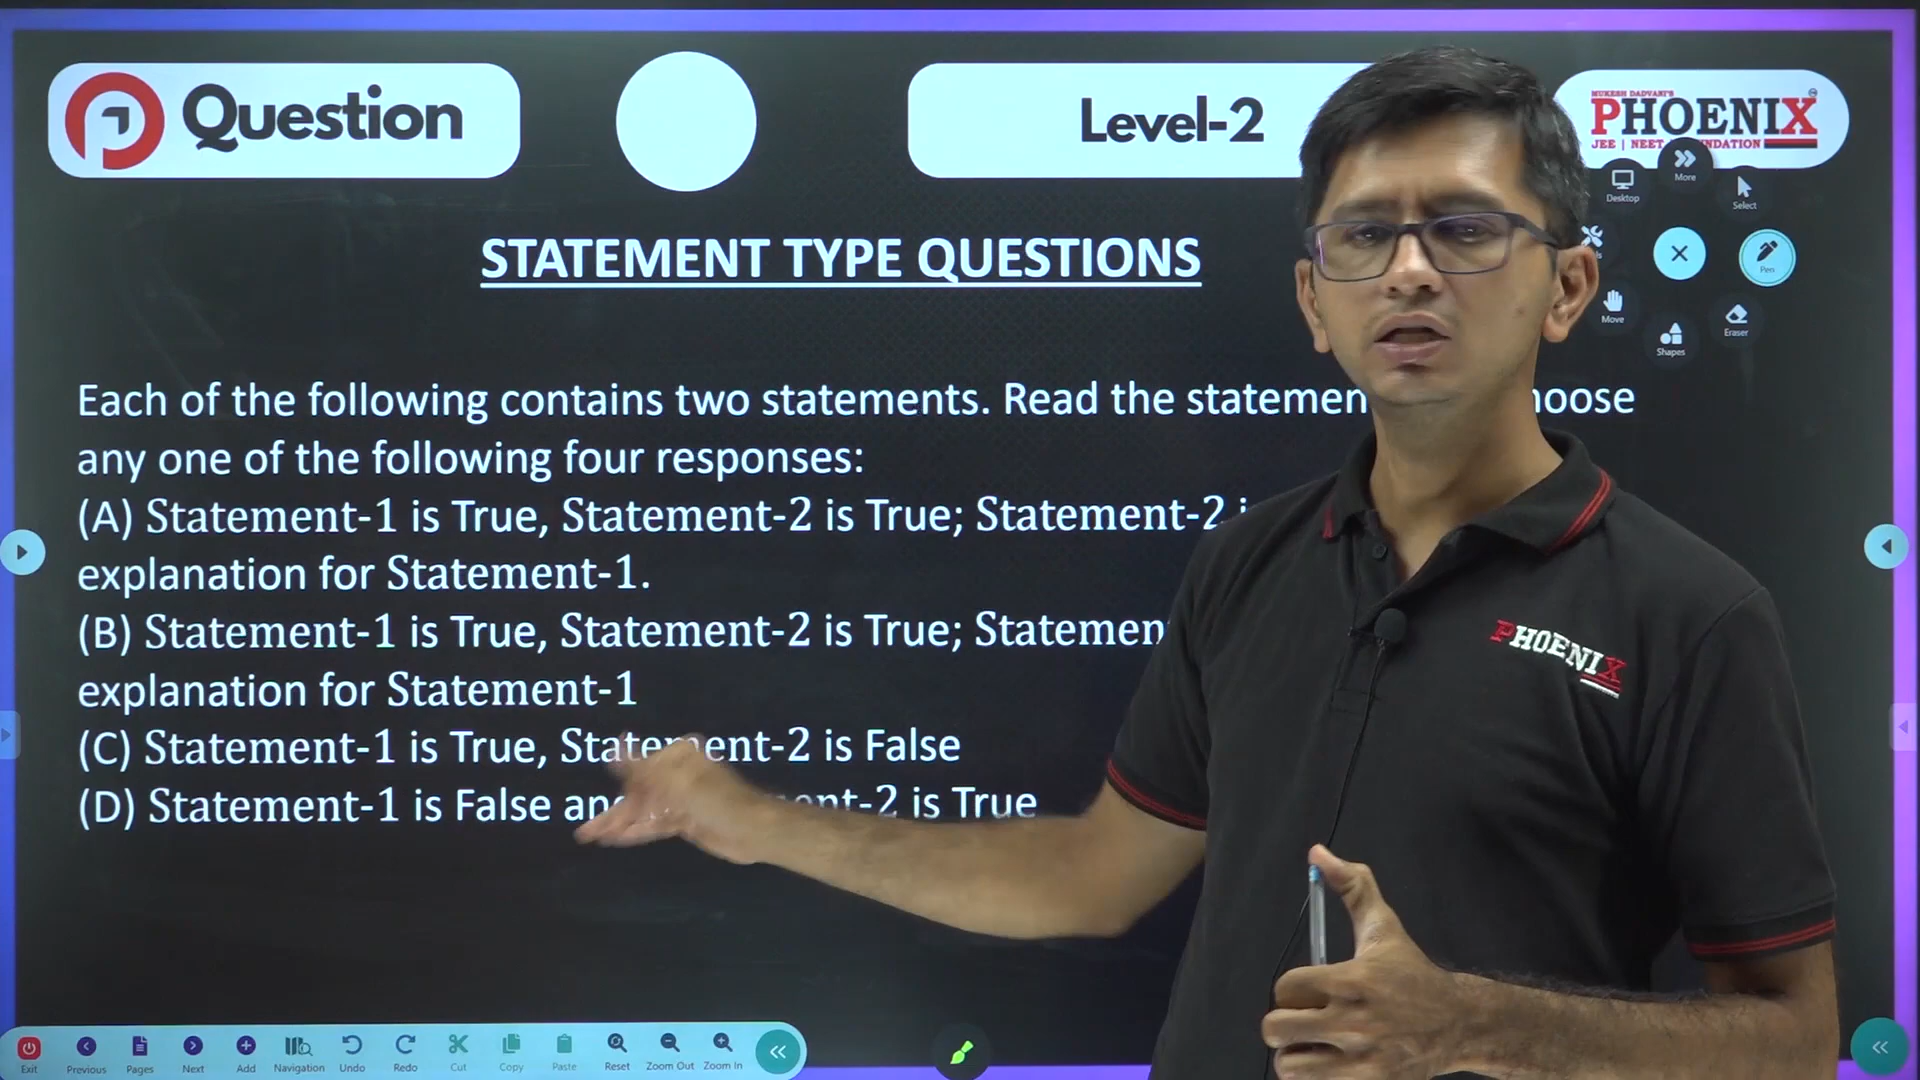 Question
Level-2
MUKESH DADVANI'S
PHOENIX
JEE | NEET
More
Desktop
Select
Pen
Move
Eraser
Shapes
STATEMENT TYPE QUESTIONS
Each of the following contains two statements. Read the
any one of the following four responses:
(A) Statement-1 is True, Statement-2 is True; Statement-2
explanation for Statement-1.
(B) Statement-1 is True, Statement-2 is True;
explanation for Statement-1
(C) Statement-1 is True, Statement-2 is False
(D) Statement-1 is False is True
PHOENIX
Exit Previous Pages Next Add Navigation Undo Redo Cut Copy Paste Reset Zoom Out Zoom In